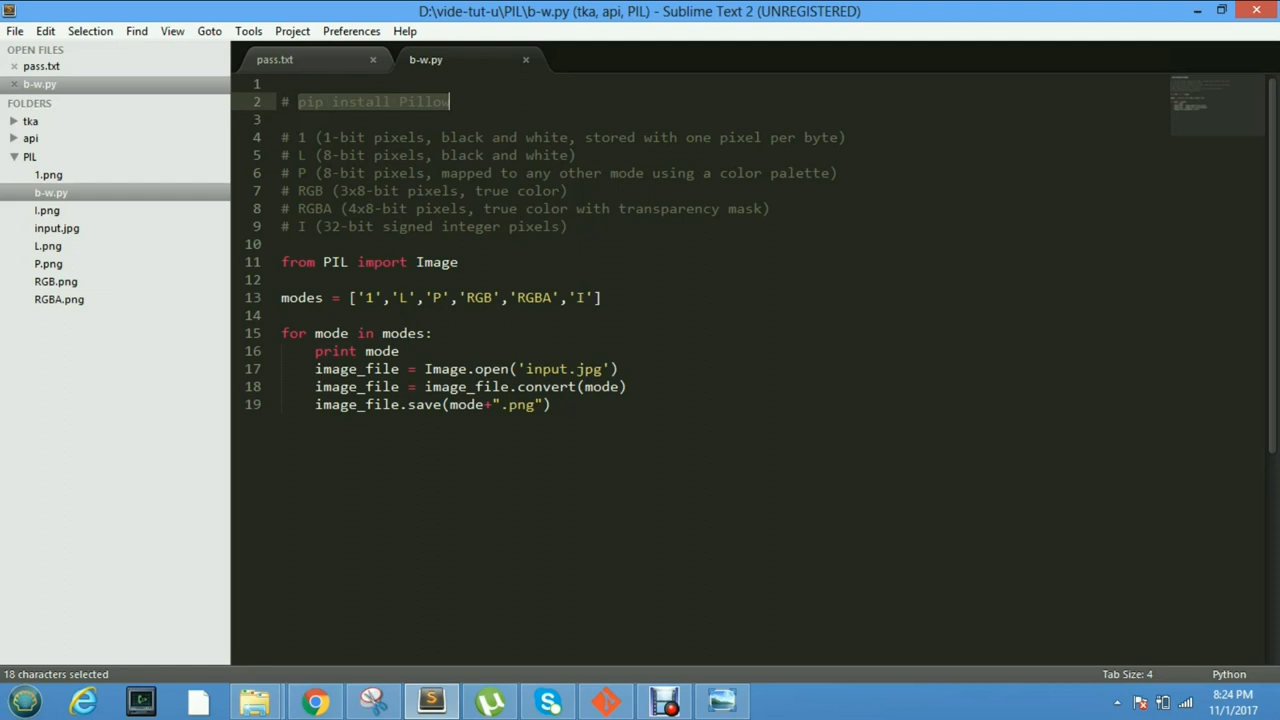 D:\vide-tut-u\PIL\b-w.py (tka, api, PIL) - Sublime Text 2 (UNREGISTERED)
File Edit Selection Find View Goto Tools Project Preferences Help
OPEN FILES
pass.txt
b-w.py
FOLDERS
tka
api
PIL
1.png
b-w.py
I.png
input.jpg
L.png
P.png
RGB.png
RGBA.png
pass.txt
b-w.py
1
2 # pip install Pillow
3
4 # 1 (1-bit pixels, black and white, stored with one pixel per byte)
5 # L (8-bit pixels, black and white)
6 # P (8-bit pixels, mapped to any other mode using a color palette)
7 # RGB (3x8-bit pixels, true color)
8 # RGBA (4x8-bit pixels, true color with transparency mask)
9 # I (32-bit signed integer pixels)
10
11 from PIL import Image
12
13 modes = ['1','L','P','RGB','RGBA','I']
14
15 for mode in modes:
16     print mode
17     image_file = Image.open('input.jpg')
18     image_file = image_file.convert(mode)
19     image_file.save(mode+".png")
18 characters selected
Tab Size: 4
Python
8:24 PM
11/1/2017